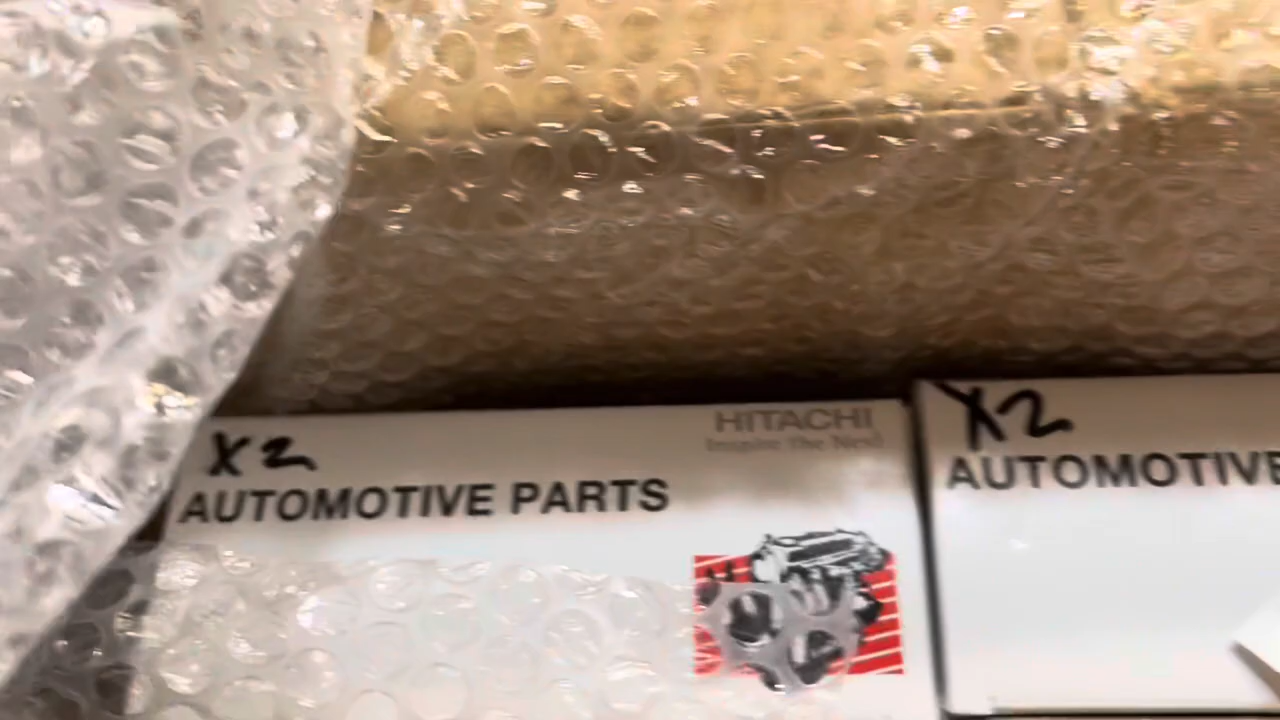 X2
HITACHI
Inspire the Next
AUTOMOTIVE PARTS
X2
AUTOMOTIVE